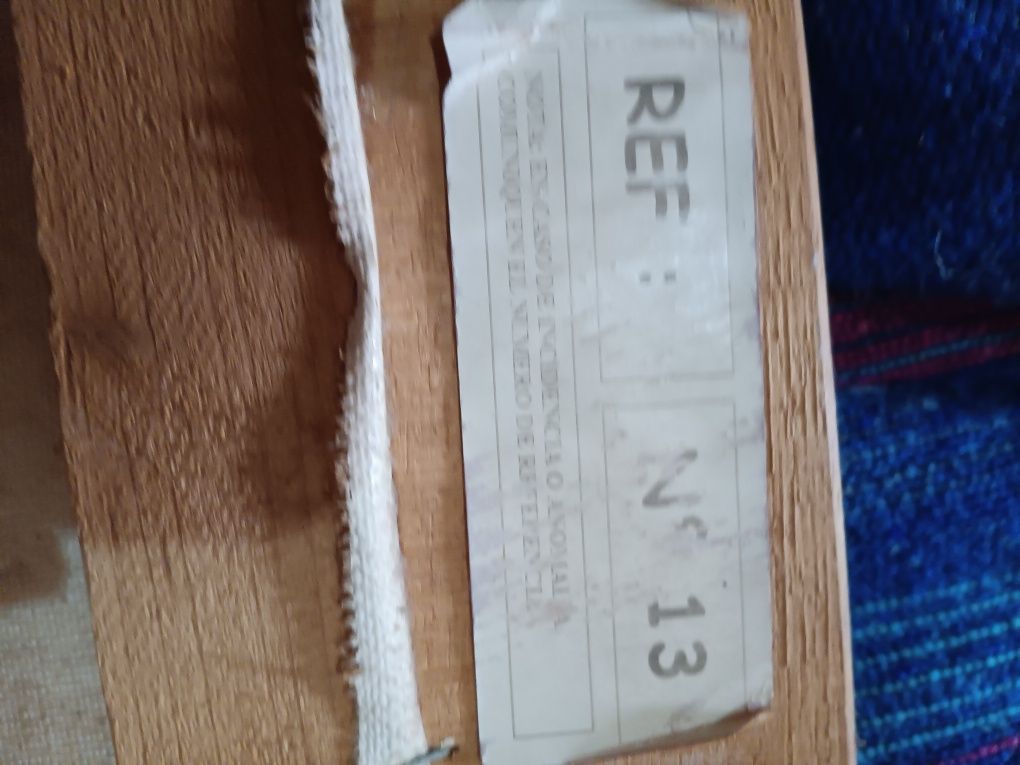 REF :
Nº 13
NOTA: EN CASO DE INCIDENCIA O ANOMALIA
COMUNIQUEN EL NUMERO DE REFERENCIA